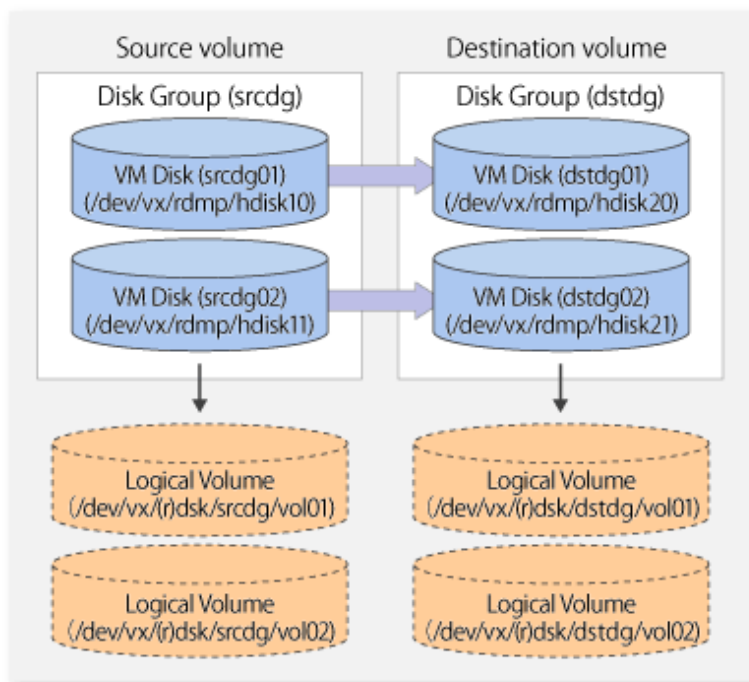 Source volume
Destination volume
Disk Group (srcdg)
Disk Group (dstdg)
VM Disk (srcdg01)
(/dev/vx/rdmp/hdisk10)
VM Disk (dstdg01)
(/dev/vx/rdmp/hdisk20)
VM Disk (srcdg02)
(/dev/vx/rdmp/hdisk11)
VM Disk (dstdg02)
(/dev/vx/rdmp/hdisk21)
Logical Volume
(/dev/vx/(r)dsk/srcdg/vol01)
Logical Volume
(/dev/vx/(r)dsk/dstdg/vol01)
Logical Volume
(/dev/vx/(r)dsk/srcdg/vol02)
Logical Volume
(/dev/vx/(r)dsk/dstdg/vol02)